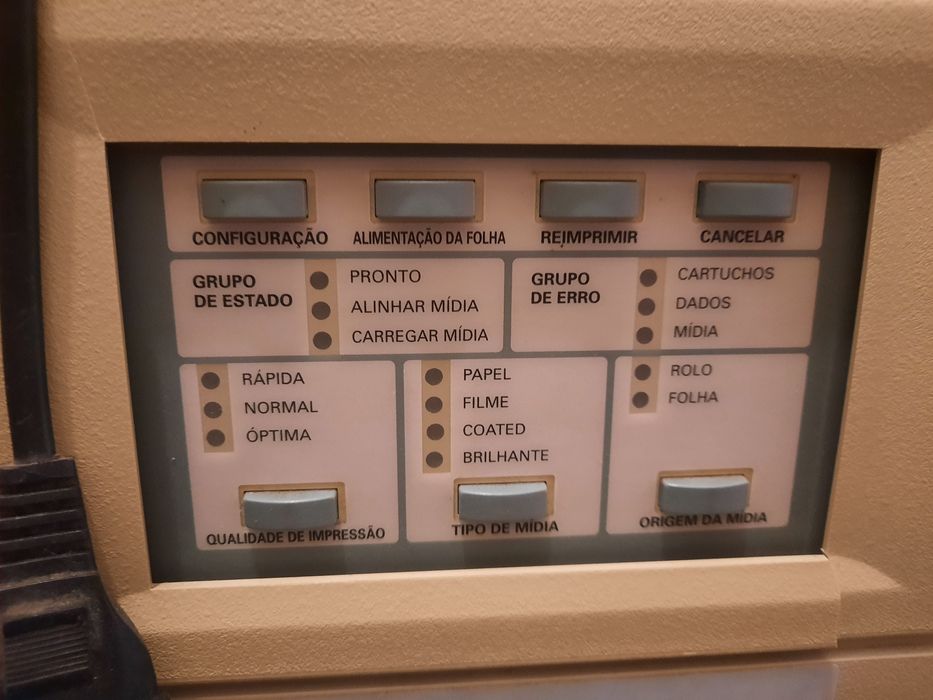 CONFIGURAÇÃO
ALIMENTAÇÃO DA FOLHA
REIMPRIMIR
CANCELAR
GRUPO
DE ESTADO
PRONTO
ALINHAR MÍDIA
CARREGAR MÍDIA
GRUPO
DE ERRO
CARTUCHOS
DADOS
MÍDIA
RÁPIDA
NORMAL
ÓPTIMA
QUALIDADE DE IMPRESSÃO
PAPEL
FILME
COATED
BRILHANTE
TIPO DE MÍDIA
ROLO
FOLHA
ORIGEM DA MÍDIA